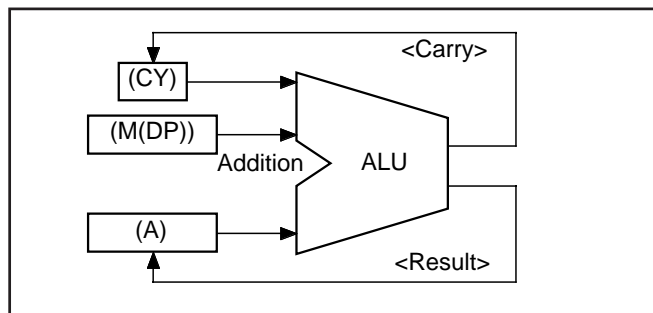 <Carry>
(CY)
(M(DP))
Addition
ALU
(A)
<Result>